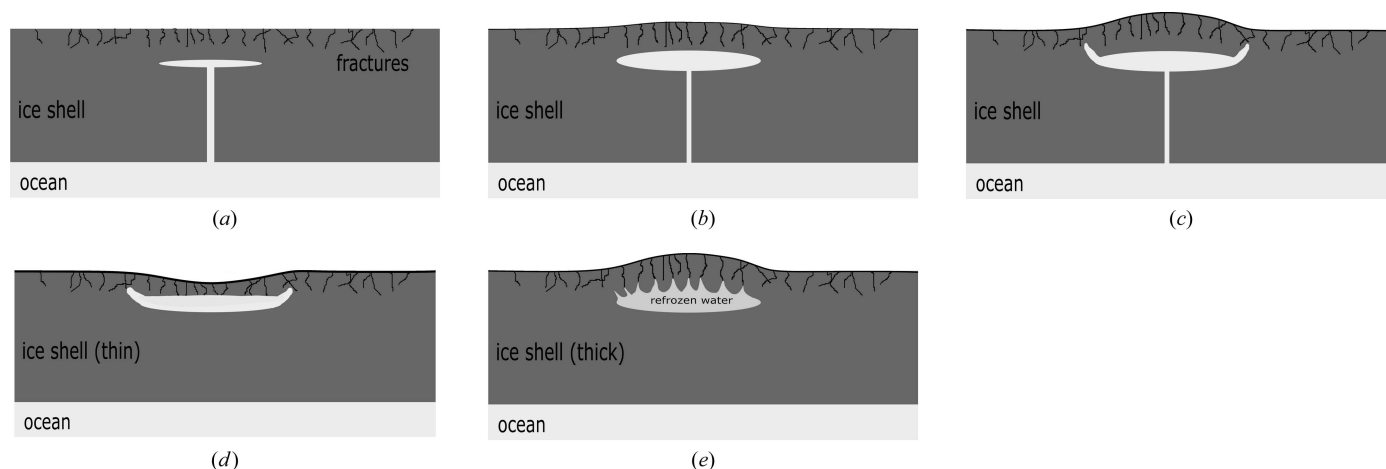 fractures
ice shell
ocean
(a)
ice shell
ocean
(b)
ice shell
ocean
(c)
ice shell (thin)
ocean
(d)
refrozen water
ice shell (thick)
ocean
(e)